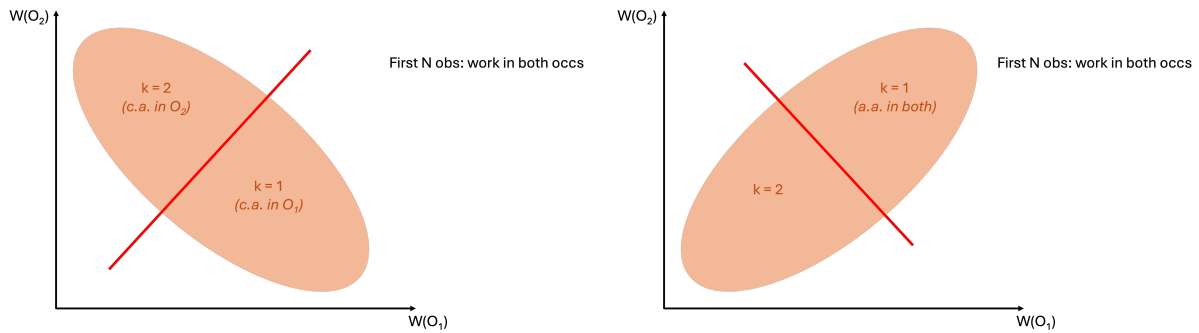 W(O₂)
First N obs: work in both occs
k = 2
(c.a. in O₂)
k = 1
(c.a. in O₁)
W(O₁)
W(O₂)
First N obs: work in both occs
k = 1
(a.a. in both)
k = 2
W(O₁)